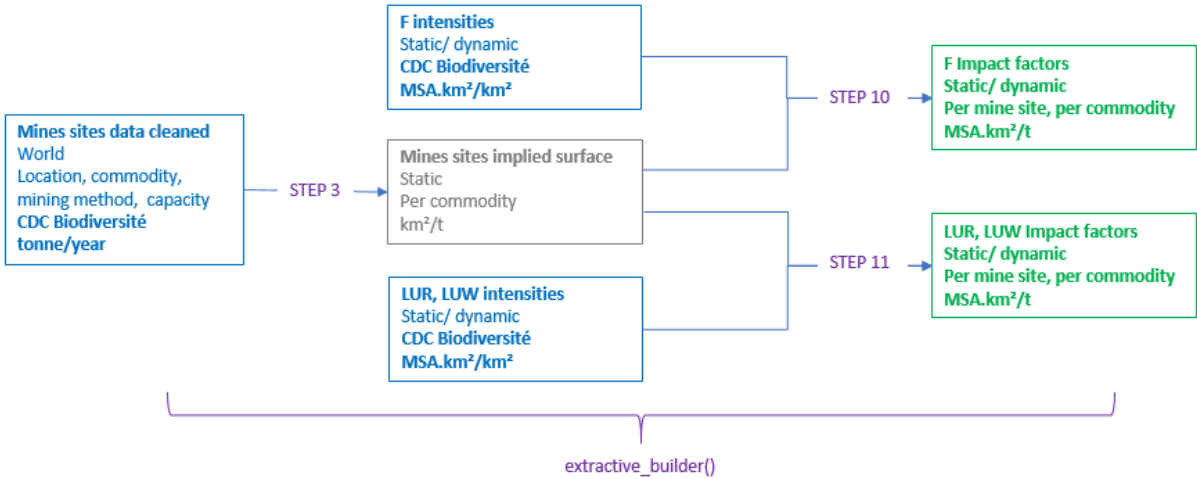 Mines sites data cleaned
World
Location, commodity,
mining method, capacity
CDC Biodiversité
tonne/year
STEP 3
F intensities
Static/ dynamic
CDC Biodiversité
MSA.km²/km²
Mines sites implied surface
Static
Per commodity
km²/t
LUR, LUW intensities
Static/ dynamic
CDC Biodiversité
MSA.km²/km²
STEP 10
F Impact factors
Static/ dynamic
Per mine site, per commodity
MSA.km²/t
STEP 11
LUR, LUW Impact factors
Static/ dynamic
Per mine site, per commodity
MSA.km²/t
extractive_builder()